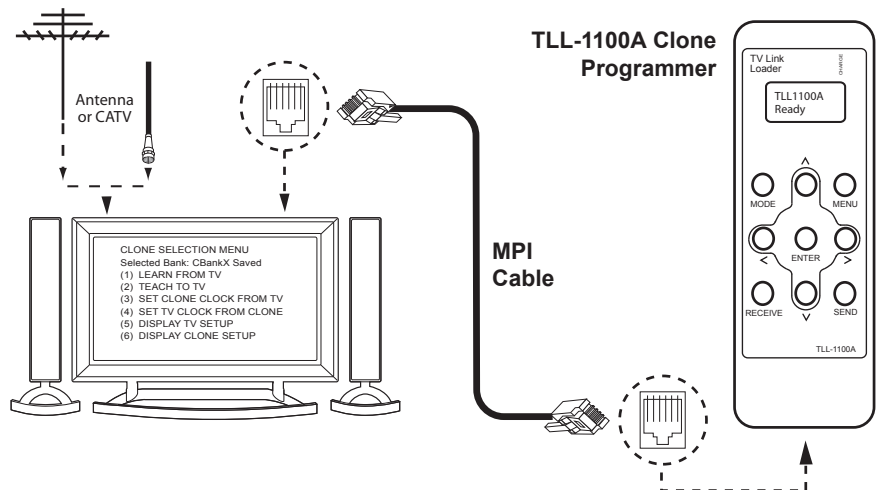 TLL-1100A Clone
Programmer
Antenna
or CATV
CLONE SELECTION MENU
Selected Bank: CBankX Saved
(1) LEARN FROM TV
(2) TEACH TO TV
(3) SET CLONE CLOCK FROM TV
(4) SET TV CLOCK FROM CLONE
(5) DISPLAY TV SETUP
(6) DISPLAY CLONE SETUP
MPI
Cable
TV Link
Loader
CHARGE
TLL1100A
Ready
MODE
MENU
ENTER
RECEIVE
SEND
TLL-1100A